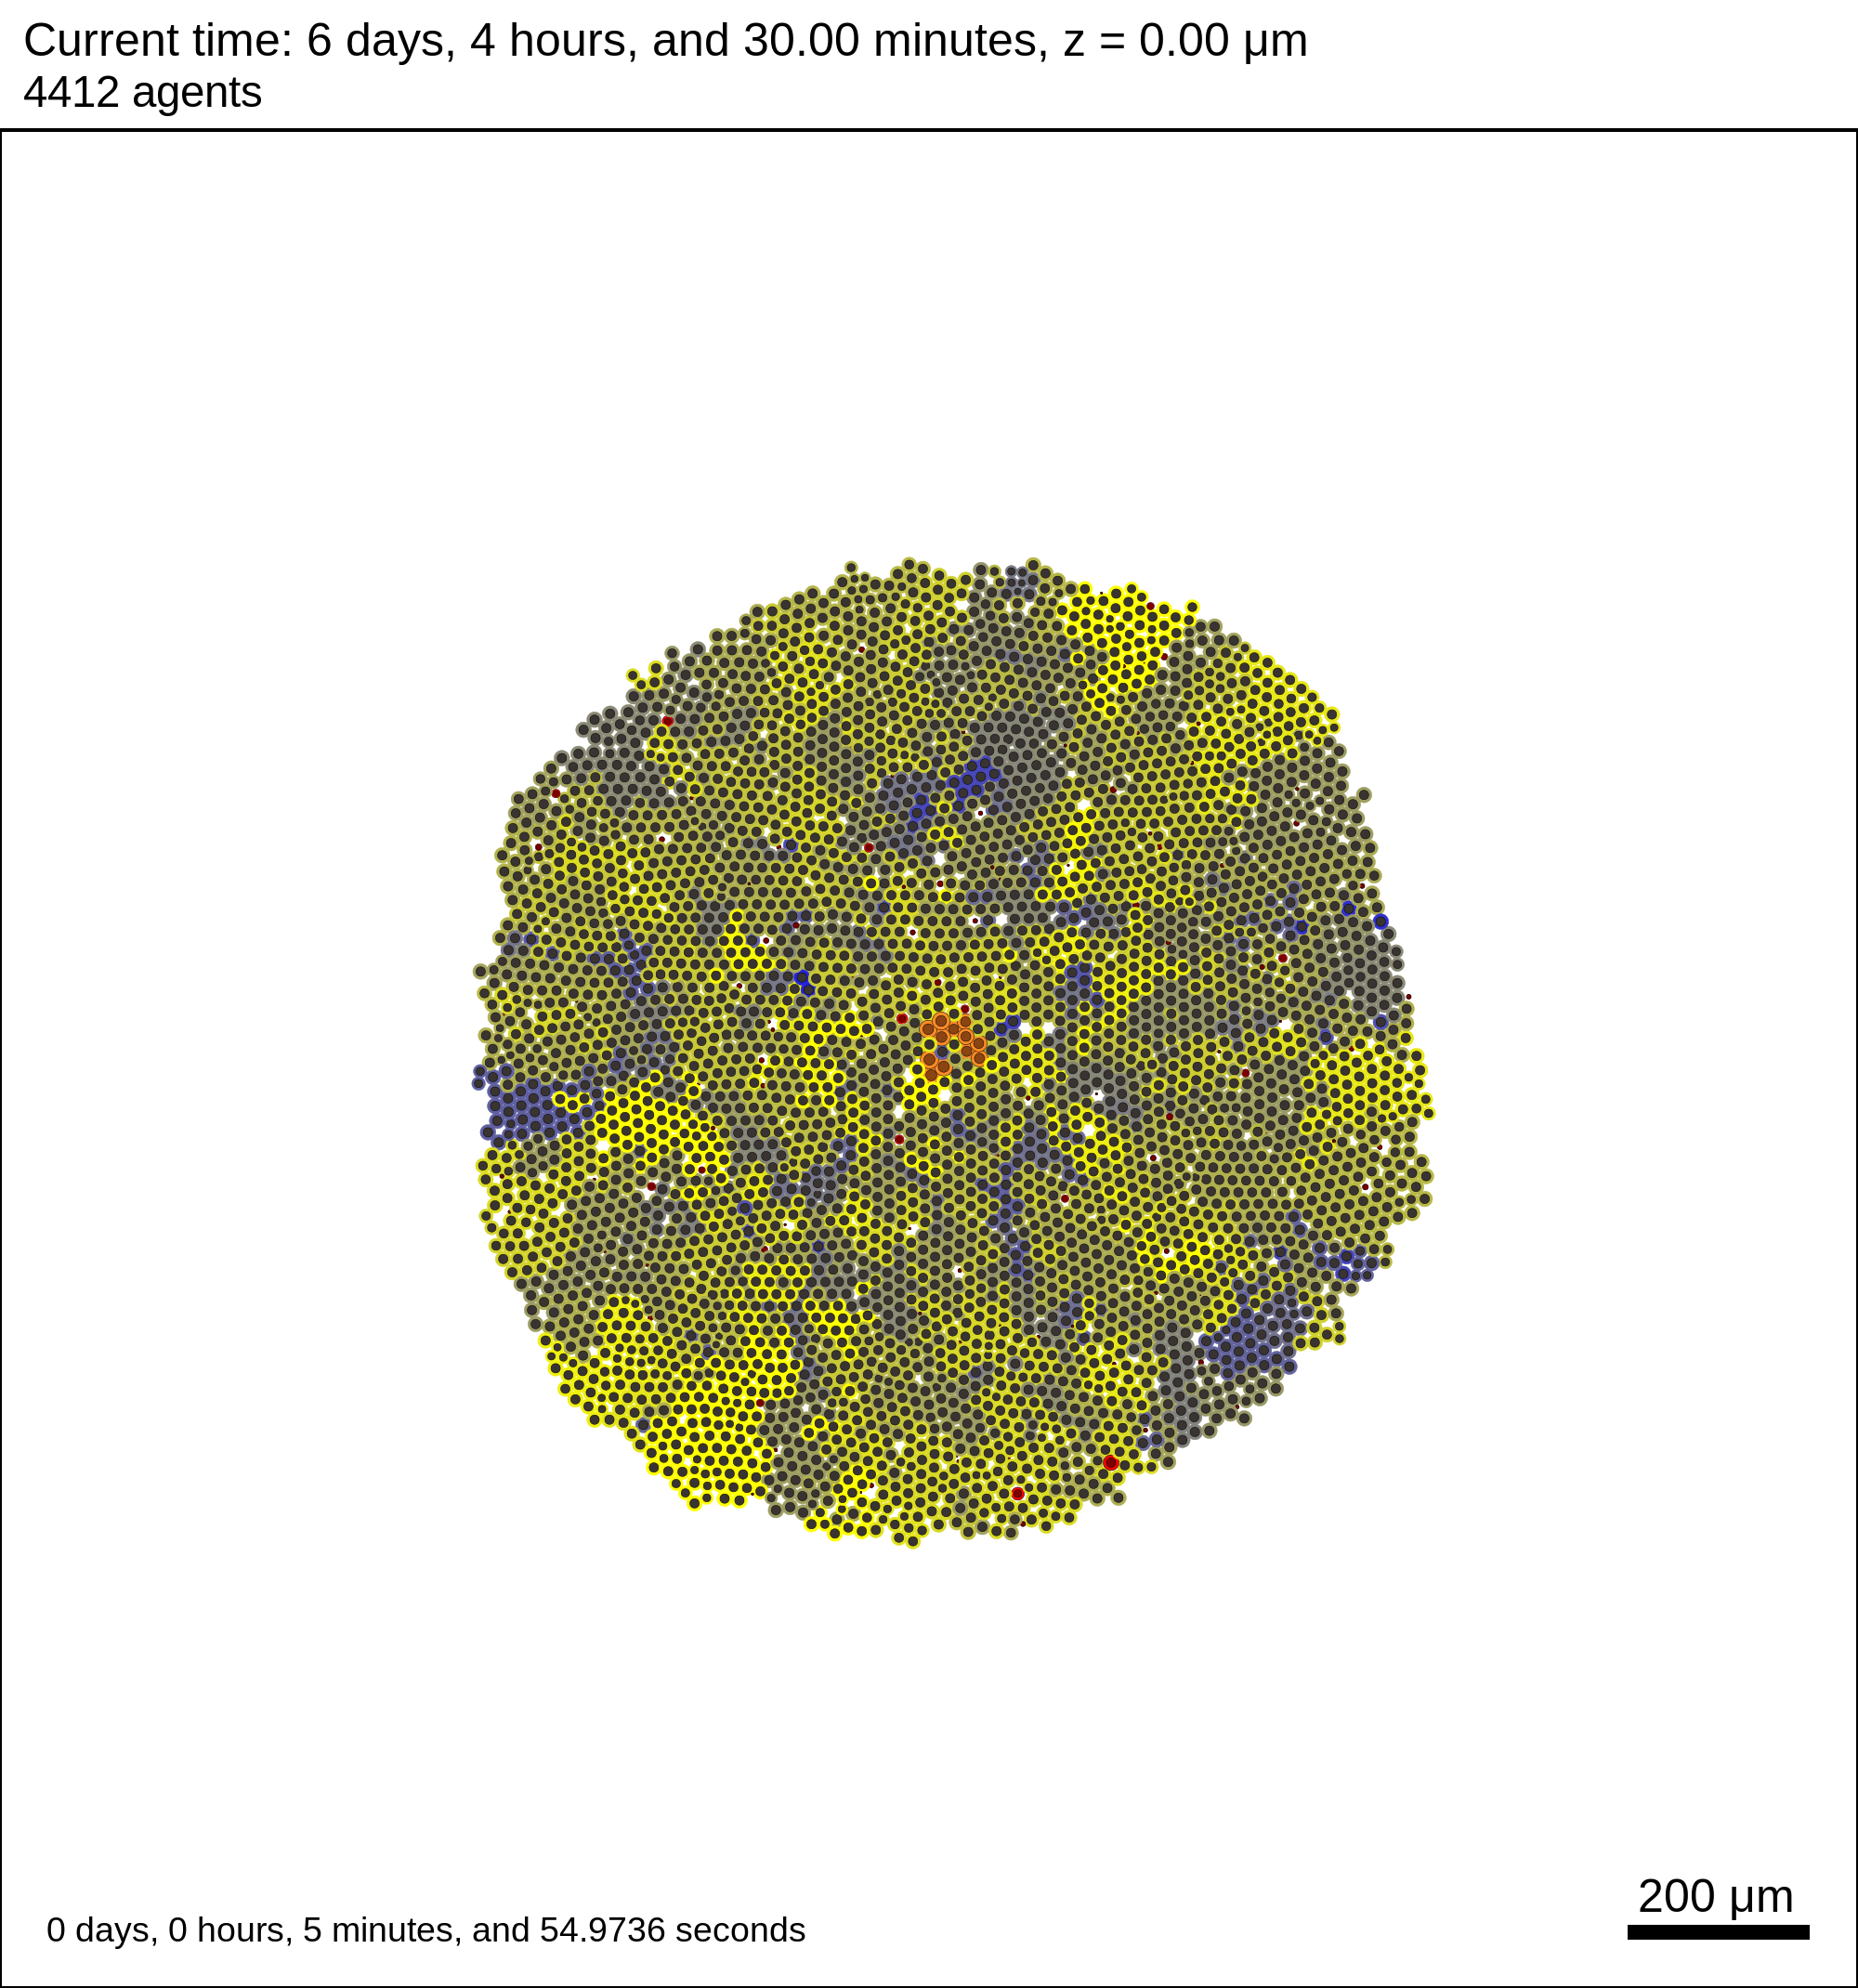 Current time: 6 days, 4 hours, and 30.00 minutes, z = 0.00 μm
4412 agents
200 μm
0 days, 0 hours, 5 minutes, and 54.9736 seconds